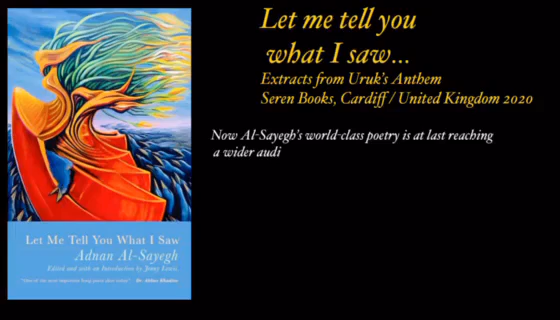 Let me tell you
what I saw...
Extracts from Uruk's Anthem
Seren Books, Cardiff / United Kingdom 2020
Now Al-Sayegh's world-class poetry is at last reaching
a wider audi
Let Me Tell You What I Saw
Adnan Al-Sayegh
Edited and with an Introduction by Jenny Lewis